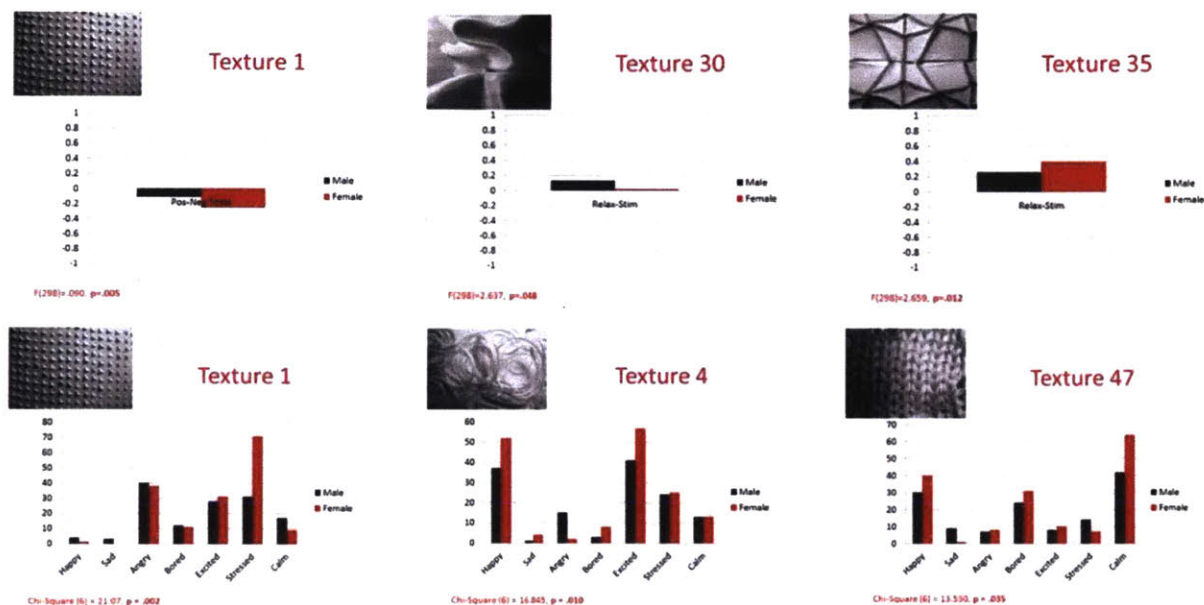 Texture 1
1
0.8
0.6
0.4
0.2
0
-0.2
-0.4
-0.6
-0.8
-1
Male
Female
F(298)=.090, p=.005
Texture 30
1
0.8
0.6
0.4
0.2
0
-0.2
-0.4
-0.6
-0.8
-1
Relax-Stim
Male
Female
F(298)=2.637, p=.048
Texture 35
1
0.8
0.6
0.4
0.2
0
-0.2
-0.4
-0.6
-0.8
-1
Relax-Stim
Male
Female
F(298)=2.659, p=.012
Texture 1
80
70
60
50
40
30
20
10
0
Happy
Sad
Angry
Bored
Excited
Stressed
Calm
Male
Female
Chi-Square (6) = 21.07, p = .002
Texture 4
60
50
40
30
20
10
0
Happy
Sad
Angry
Bored
Excited
Stressed
Calm
Male
Female
Chi-Square (6) = 16.845, p = .010
Texture 47
70
60
50
40
30
20
10
0
Happy
Sad
Angry
Bored
Excited
Stressed
Calm
Male
Female
Chi-Square (6) = 13.530, p = .035